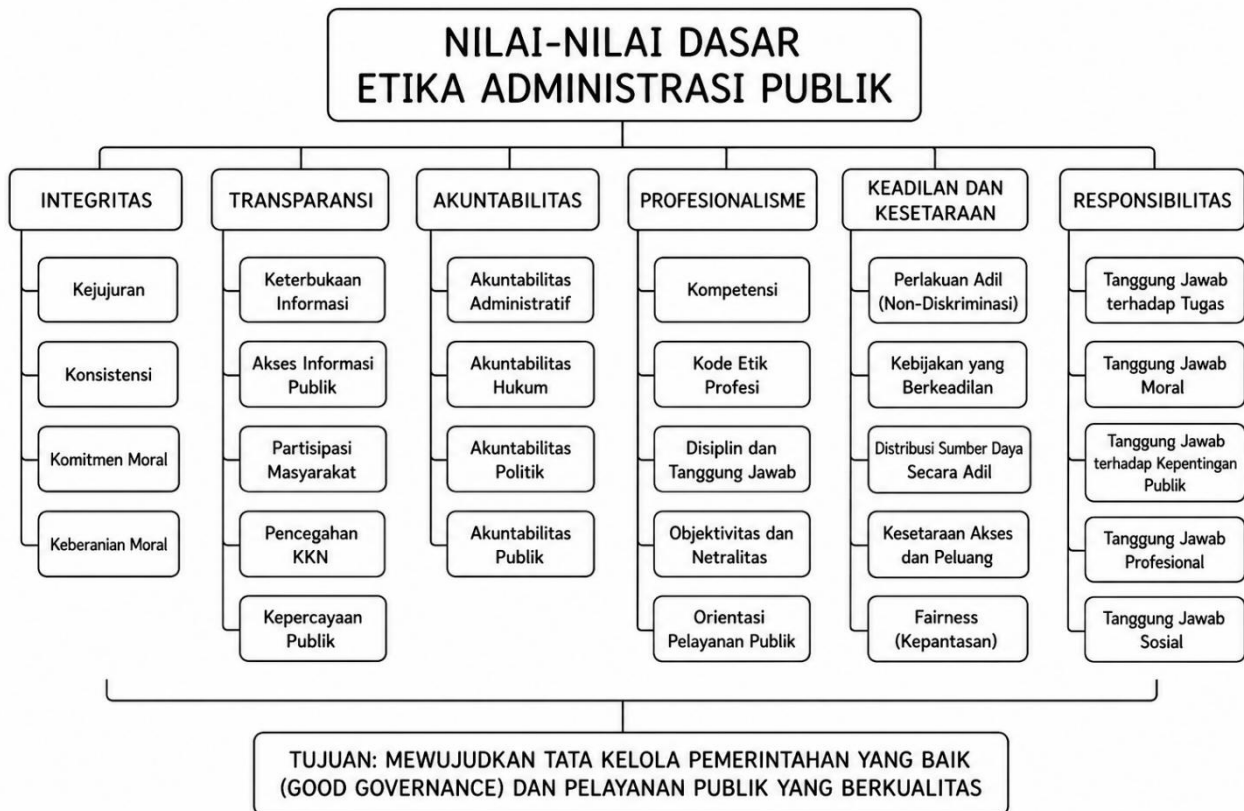 NILAI-NILAI DASAR
ETIKA ADMINISTRASI PUBLIK
INTEGRITAS
Kejujuran
Konsistensi
Komitmen Moral
Keberanian Moral
TRANSPARANSI
Keterbukaan
Informasi
Akses Informasi
Publik
Partisipasi
Masyarakat
Pencegahan
KKN
Kepercayaan
Publik
AKUNTABILITAS
Akuntabilitas
Administratif
Akuntabilitas
Hukum
Akuntabilitas
Politik
Akuntabilitas
Publik
PROFESIONALISME
Kompetensi
Kode Etik
Profesi
Disiplin dan
Tanggung Jawab
Objektivitas dan
Netralitas
Orientasi
Pelayanan Publik
KEADILAN DAN
KESETARAAN
Perlakuan Adil
(Non-Diskriminasi)
Kebijakan yang
Berkeadilan
Distribusi Sumber Daya
Secara Adil
Kesetaraan Akses
dan Peluang
Fairness
(Kepantasan)
RESPONSIBILITAS
Tanggung Jawab
terhadap Tugas
Tanggung Jawab
Moral
Tanggung Jawab
terhadap Kepentingan
Publik
Tanggung Jawab
Profesional
Tanggung Jawab
Sosial
TUJUAN: MEWUJUDKAN TATA KELOLA PEMERINTAHAN YANG BAIK
(GOOD GOVERNANCE) DAN PELAYANAN PUBLIK YANG BERKUALITAS